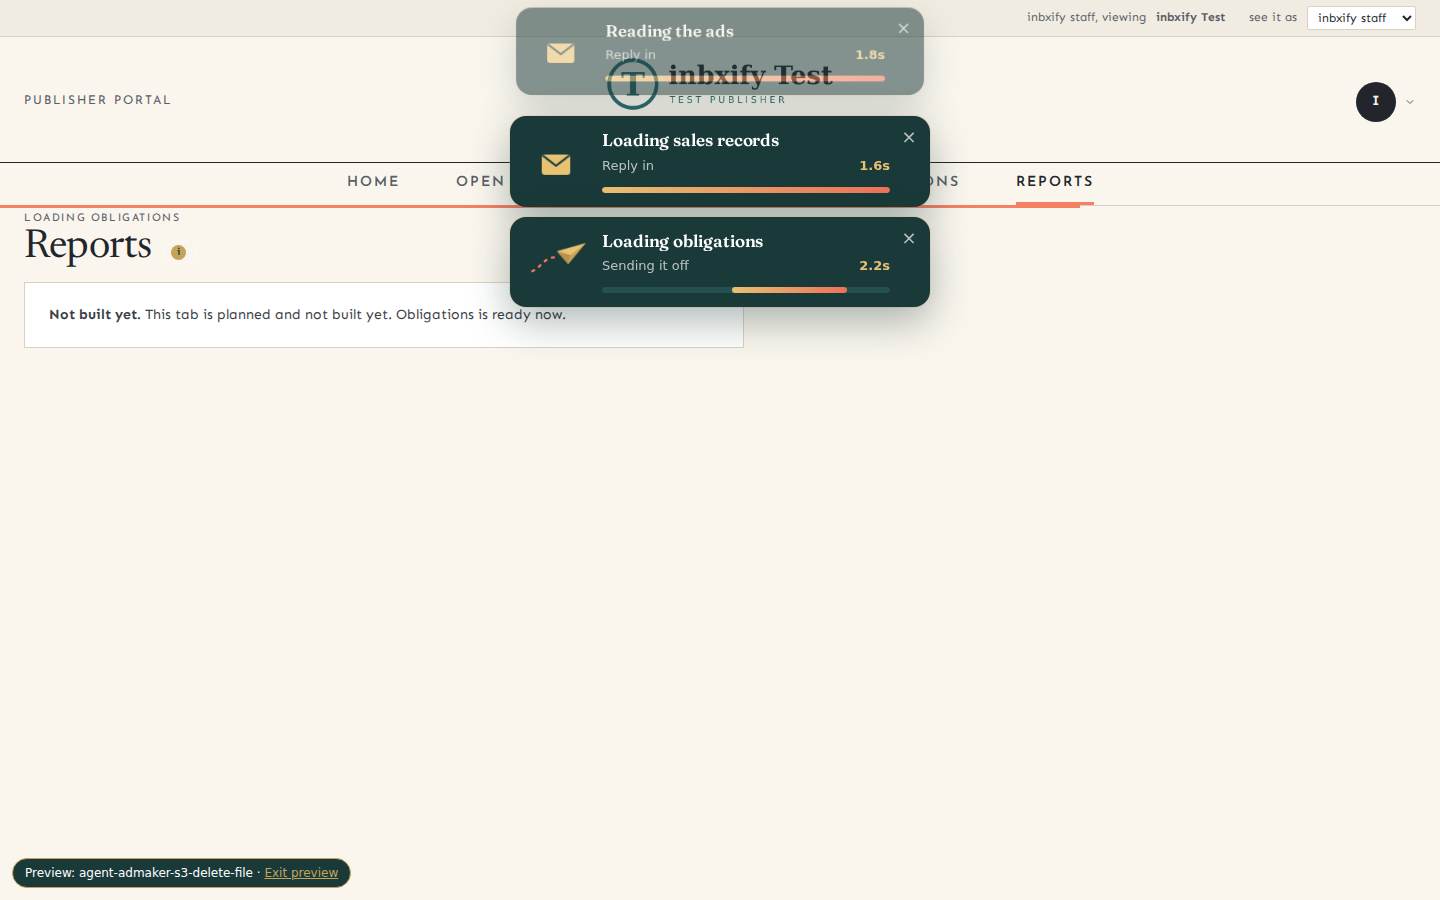 inbxify staff, viewing inbxify Test see it as inbxify staff
Reading the ads
Reply in 1.8s
T inbxify Test
TEST PUBLISHER
PUBLISHER PORTAL
I
Loading sales records
Reply in 1.6s
HOME OPEN REPORTS
LOADING OBLIGATIONS
Reports i
Loading obligations
Sending it off 2.2s
Not built yet. This tab is planned and not built yet. Obligations is ready now.
Preview: agent-admaker-s3-delete-file · Exit preview